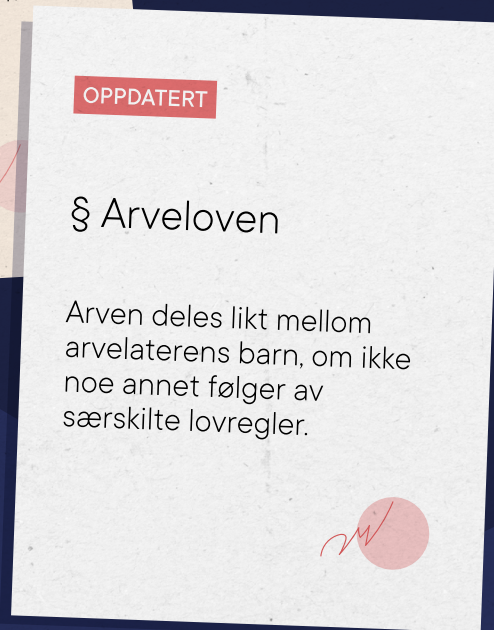 OPPDATERT
§ Arveloven
Arven deles likt mellom
arvelaterens barn, om ikke
noe annet følger av
særskilte lovregler.